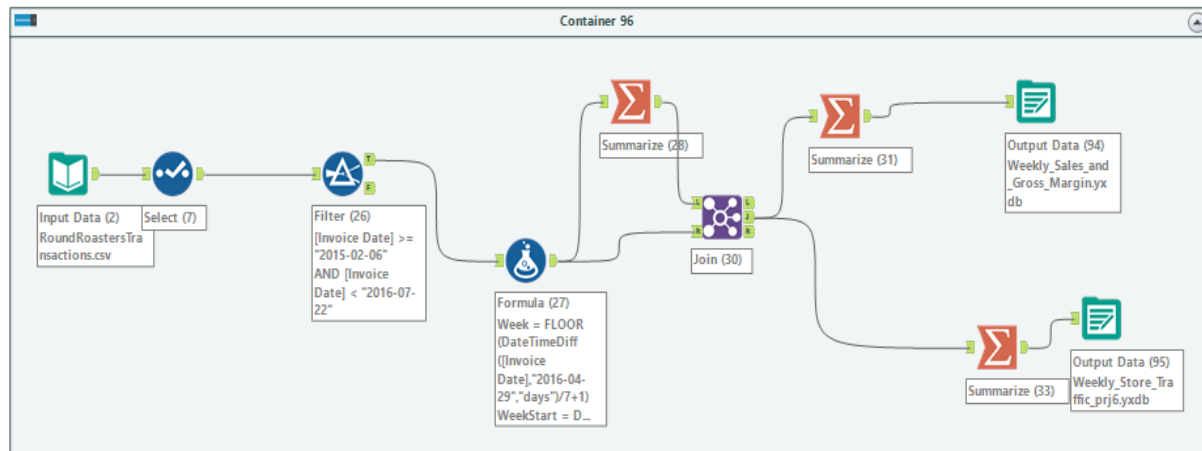 Container 96
Input Data (2)
RoundRoastersTra
nsactions.csv
Select (7)
T
F
Filter (26)
[Invoice Date] >=
"2015-02-06"
AND [Invoice
Date] < "2016-07-
22"
Formula (27)
Week = FLOOR
(DateTimeDiff
([Invoice
Date],"2016-04-
29","days")/7+1)
WeekStart = D...
Summarize (28)
L
R
L
J
R
Join (30)
Summarize (31)
Output Data (94)
Weekly_Sales_and
_Gross_Margin.yx
db
Summarize (33)
Output Data (95)
Weekly_Store_Tra
ffic_prj6.yxdb